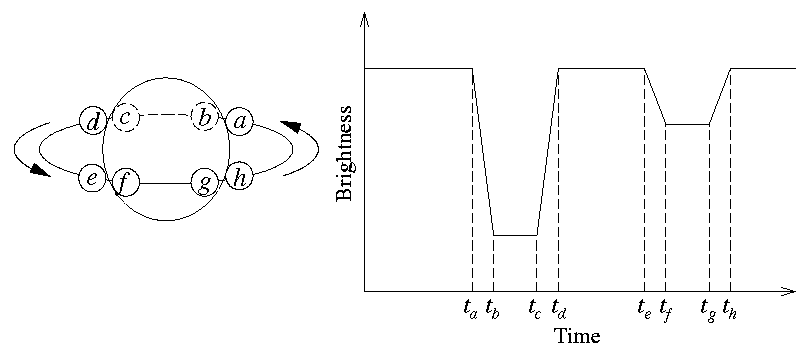 d c b a
e f g h
Brightness
t_a t_b t_c t_d t_e t_f t_g t_h
Time